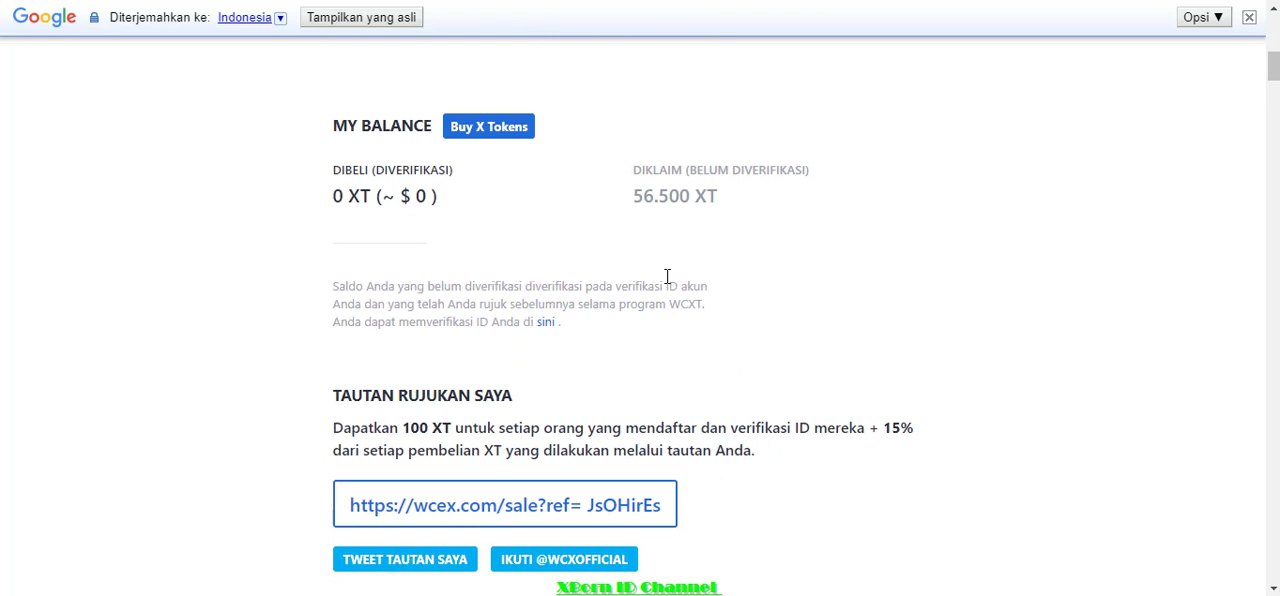 Google Diterjemahkan ke: Indonesia ▼ Tampilkan yang asli Opsi ▼
MY BALANCE Buy X Tokens
DIBELI (DIVERIFIKASI) DIKLAIM (BELUM DIVERIFIKASI)
0 XT (~ $ 0 ) 56.500 XT
Saldo Anda yang belum diverifikasi diverifikasi pada verifikasi ID akun
Anda dan yang telah Anda rujuk sebelumnya selama program WCXT.
Anda dapat memverifikasi ID Anda di sini .
TAUTAN RUJUKAN SAYA
Dapatkan 100 XT untuk setiap orang yang mendaftar dan verifikasi ID mereka + 15%
dari setiap pembelian XT yang dilakukan melalui tautan Anda.
https://wcex.com/sale?ref= JsOHirEs
TWEET TAUTAN SAYA IKUTI @WCXOFFICIAL
XBorn ID Channel